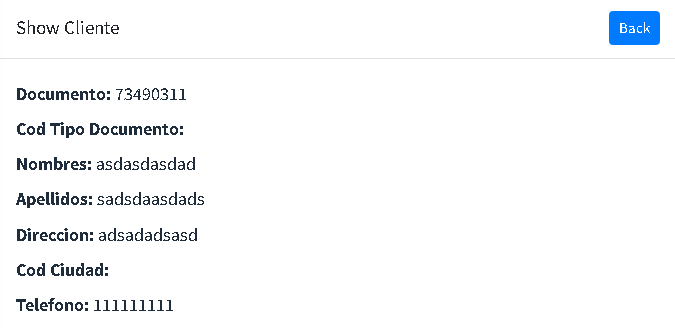 Show Cliente
Back
Documento: 73490311
Cod Tipo Documento:
Nombres: asdasdasdad
Apellidos: sadsdaasdads
Direccion: adsadadsasd
Cod Ciudad:
Telefono: 111111111